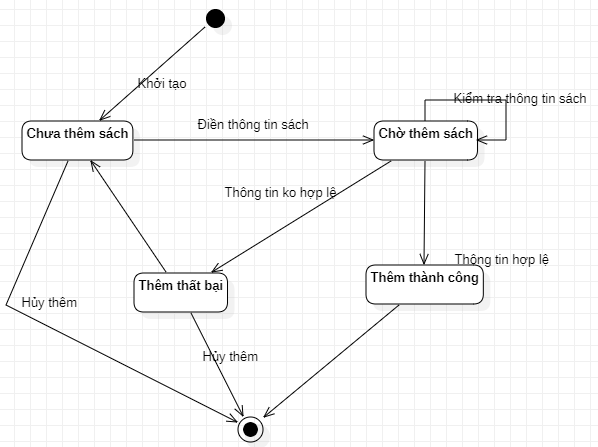 Khởi tạo
Kiểm tra thông tin sách
Chưa thêm sách
Điền thông tin sách
Chờ thêm sách
Thông tin ko hợp lệ
Thông tin hợp lệ
Thêm thất bại
Thêm thành công
Hủy thêm
Hủy thêm